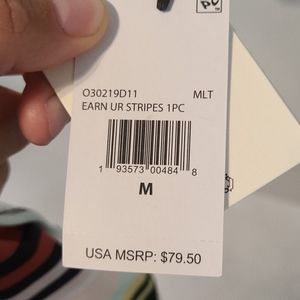 O30219D11 MLT
EARN UR STRIPES 1PC
1 93573 00484 8
M
USA MSRP: $79.50